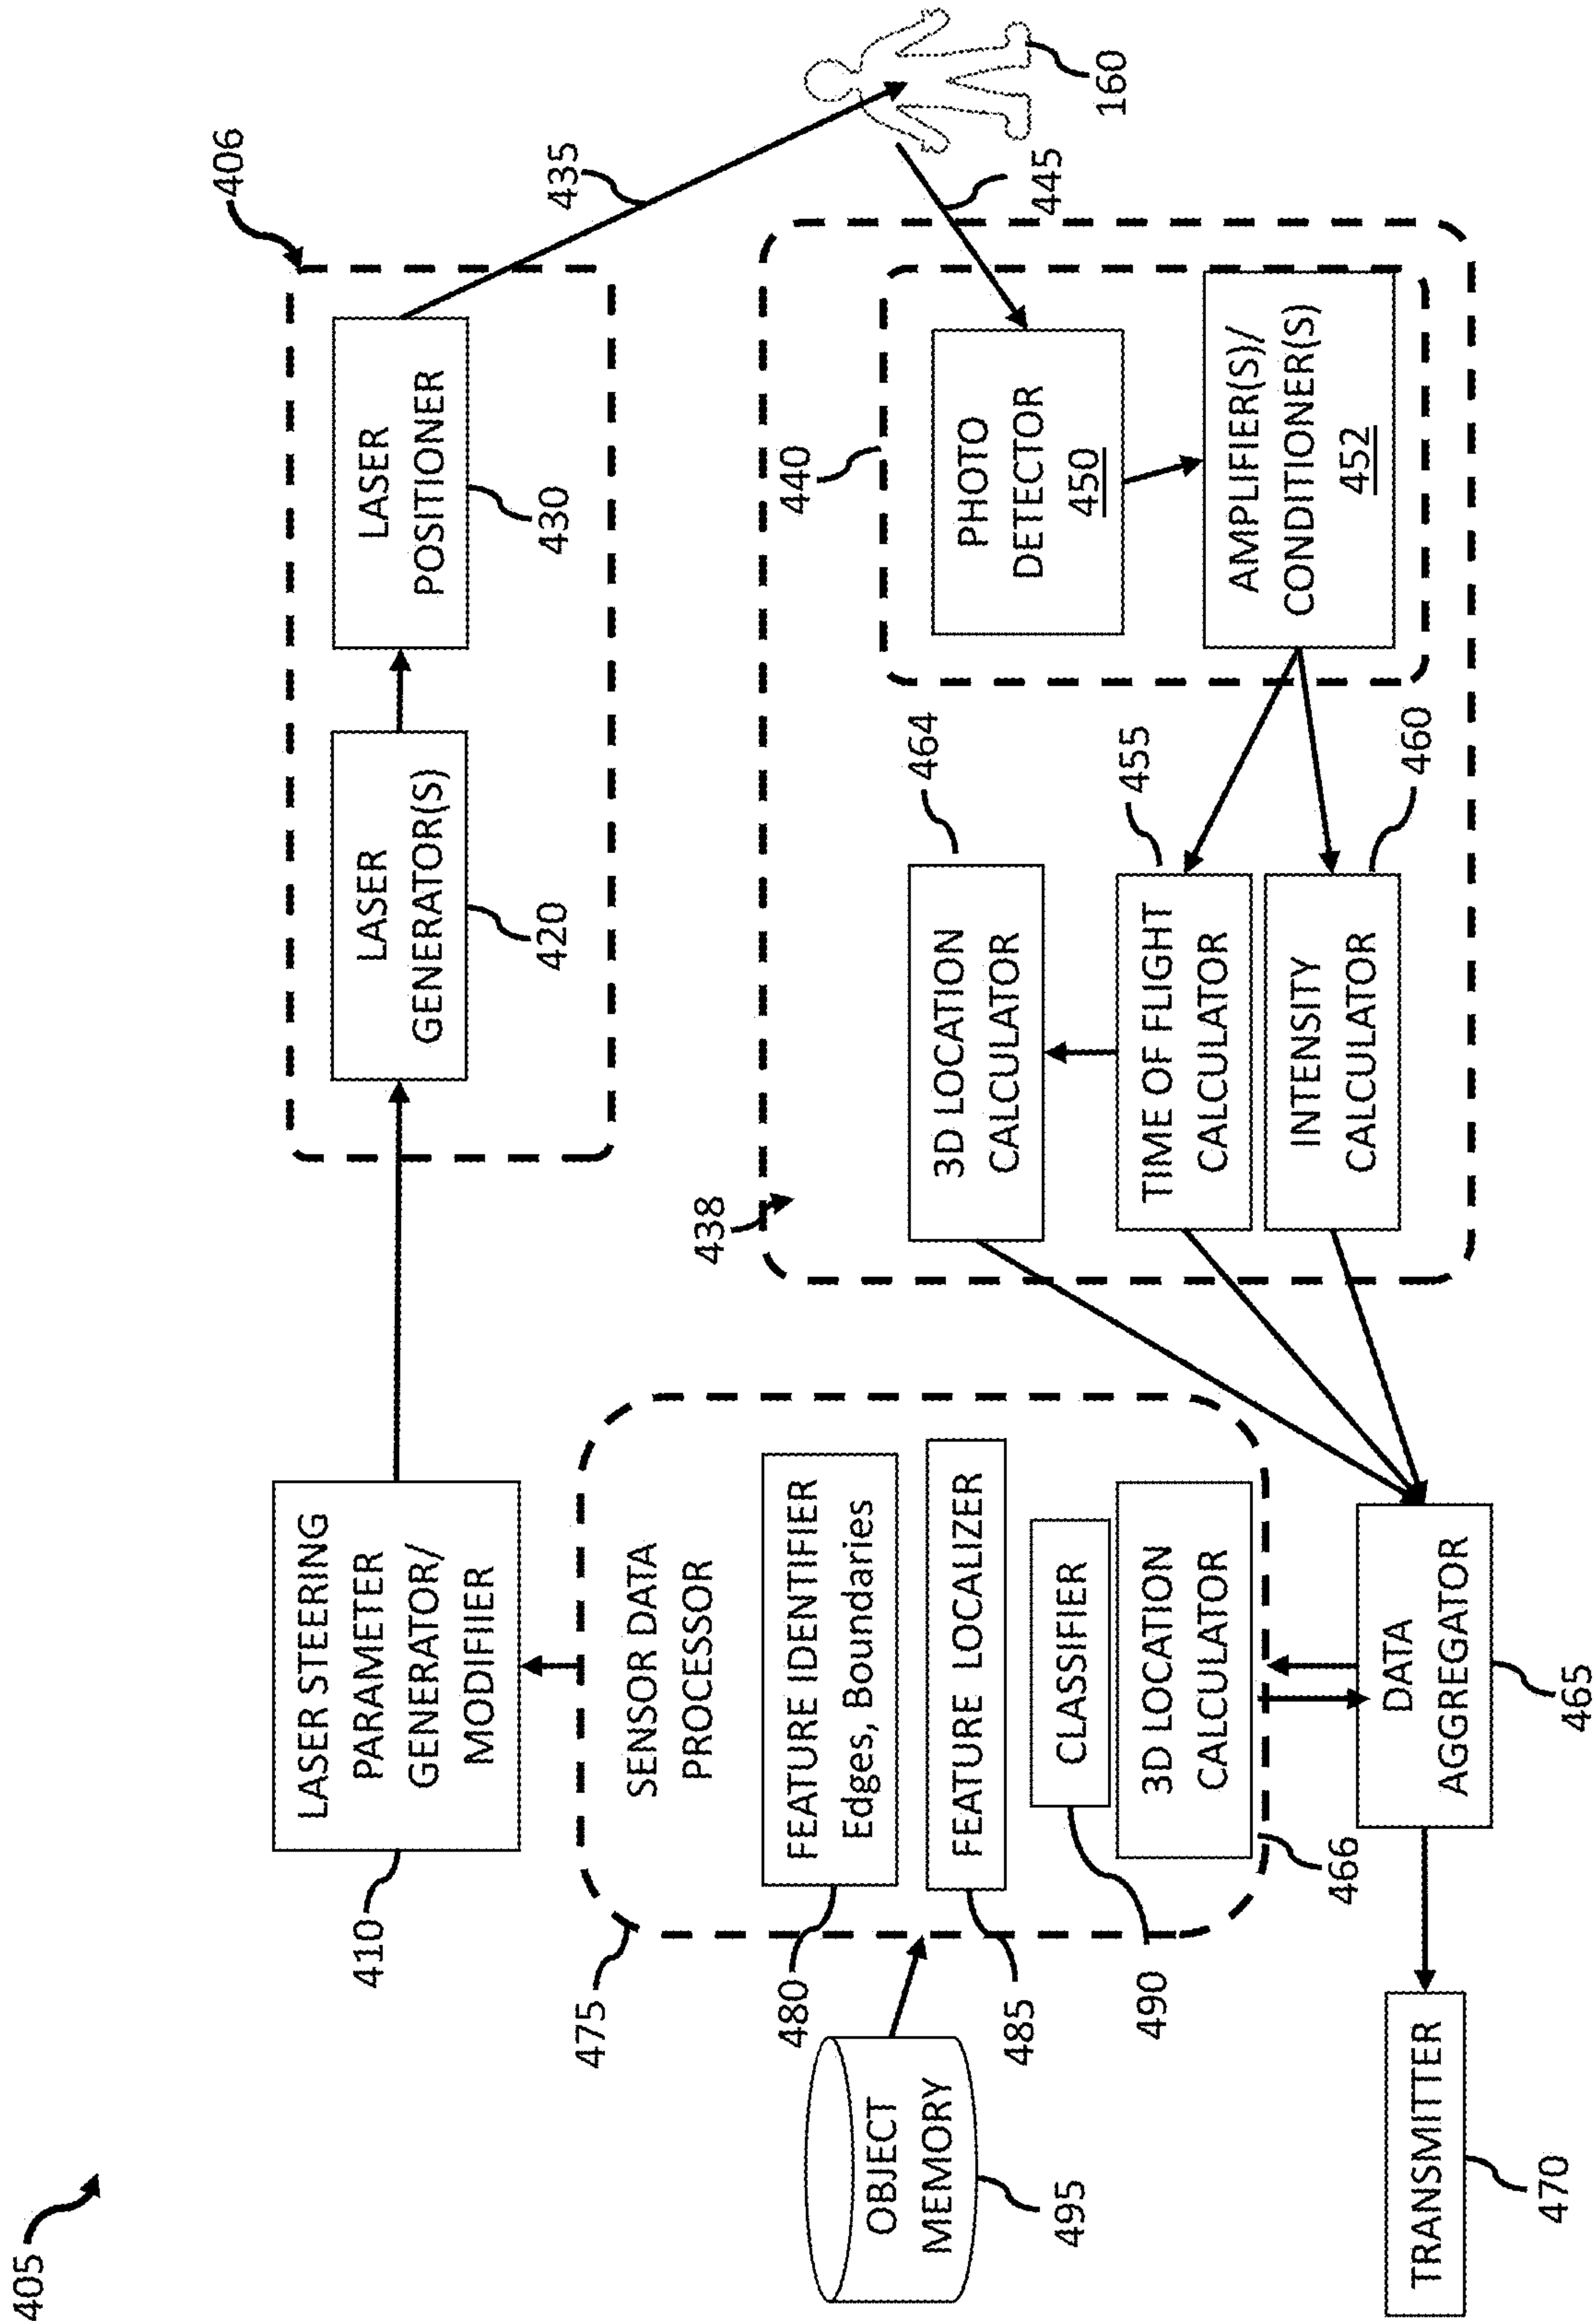 405
406
LASER STEERING
PARAMETER
GENERATOR/
MODIFIER
410
LASER
GENERATOR(S)
420
LASER
POSITIONER
430
435
160
445
475
SENSOR DATA
PROCESSOR
FEATURE IDENTIFIER
Edges, Boundaries
480
FEATURE LOCALIZER
485
CLASSIFIER
490
3D LOCATION
CALCULATOR
466
OBJECT
MEMORY
495
438
3D LOCATION
CALCULATOR
464
TIME OF FLIGHT
CALCULATOR
455
INTENSITY
CALCULATOR
460
440
PHOTO
DETECTOR
450
AMPLIFIER(S)/
CONDITIONER(S)
452
DATA
AGGREGATOR
465
TRANSMITTER
470